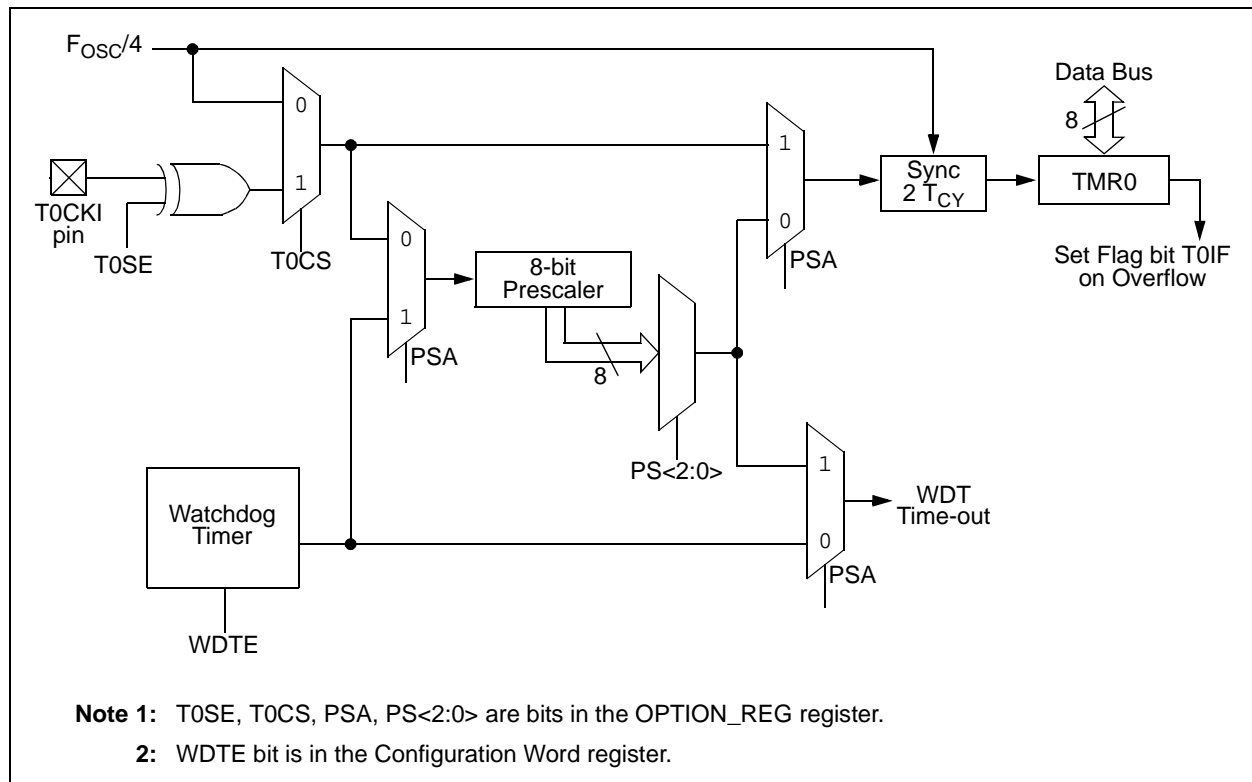 FOSC/4
Data Bus
8
0
1
T0CKI
pin
T0SE
T0CS
1
0
PSA
Sync
2 TCY
TMR0
Set Flag bit T0IF
on Overflow
0
1
PSA
8-bit
Prescaler
8
PS<2:0>
Watchdog
Timer
WDTE
1
0
PSA
WDT
Time-out
Note 1: T0SE, T0CS, PSA, PS<2:0> are bits in the OPTION_REG register.
2: WDTE bit is in the Configuration Word register.